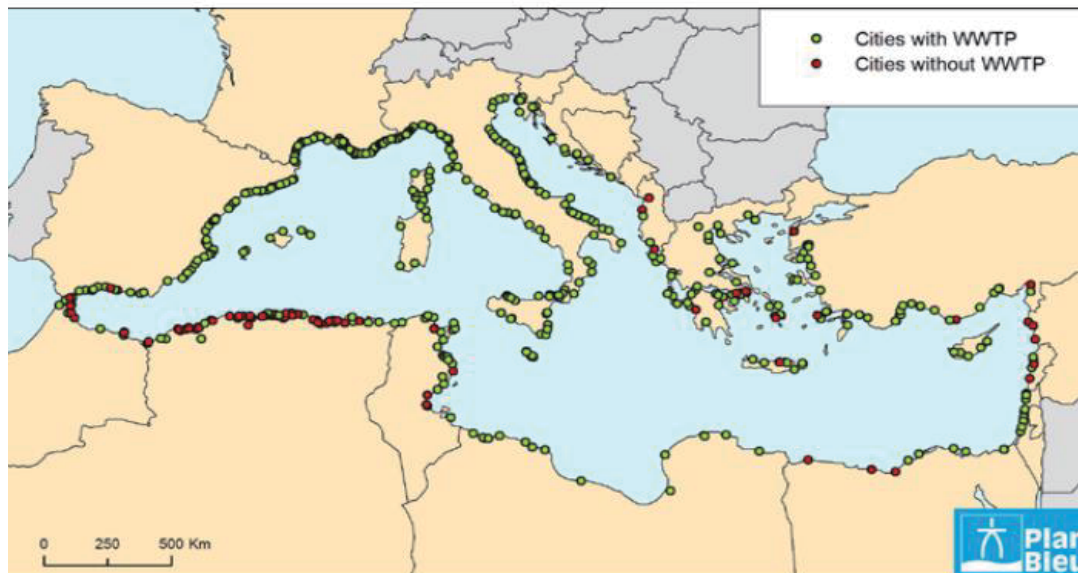 Cities with WWTP
Cities without WWTP
0 250 500 Km
Plan
Bleu